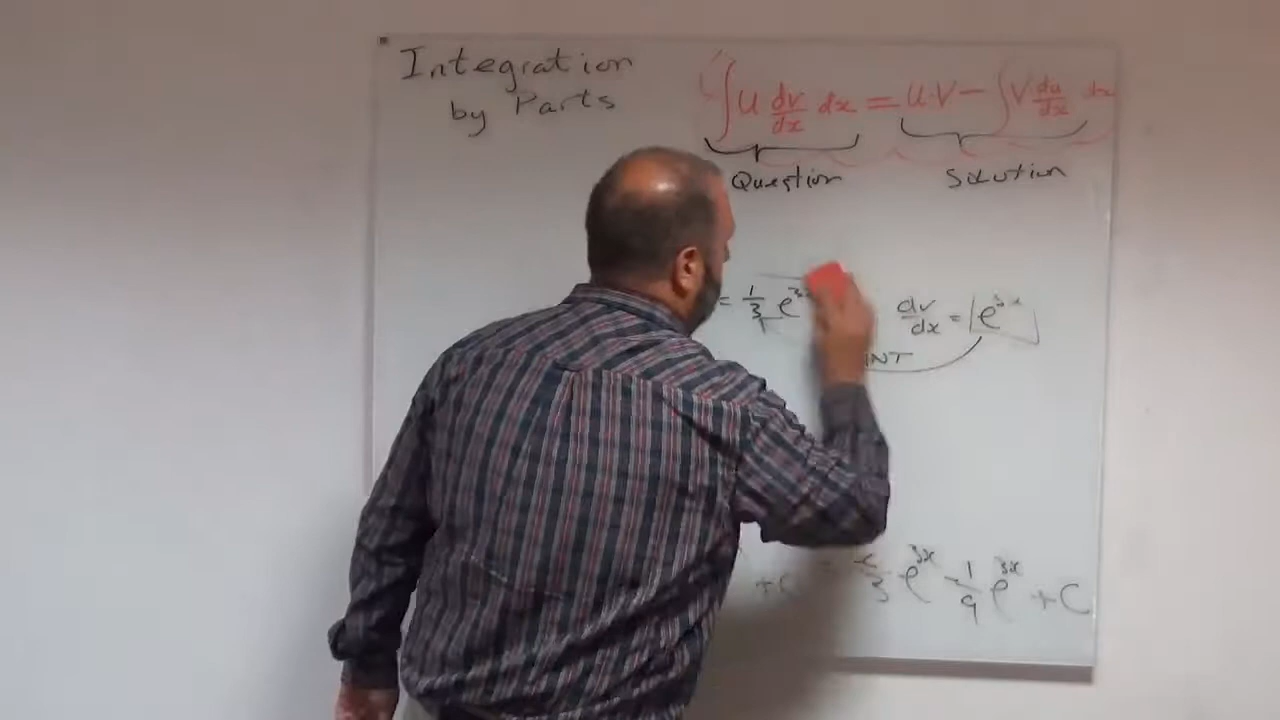 Integration
by Parts
∫ u dv/dx dx = u·v − ∫ v du/dx dx
Question Solution
= 1/3 e^3x dv/dx = e^3x
INT
+C = x/3 e^3x − 1/9 e^3x + C